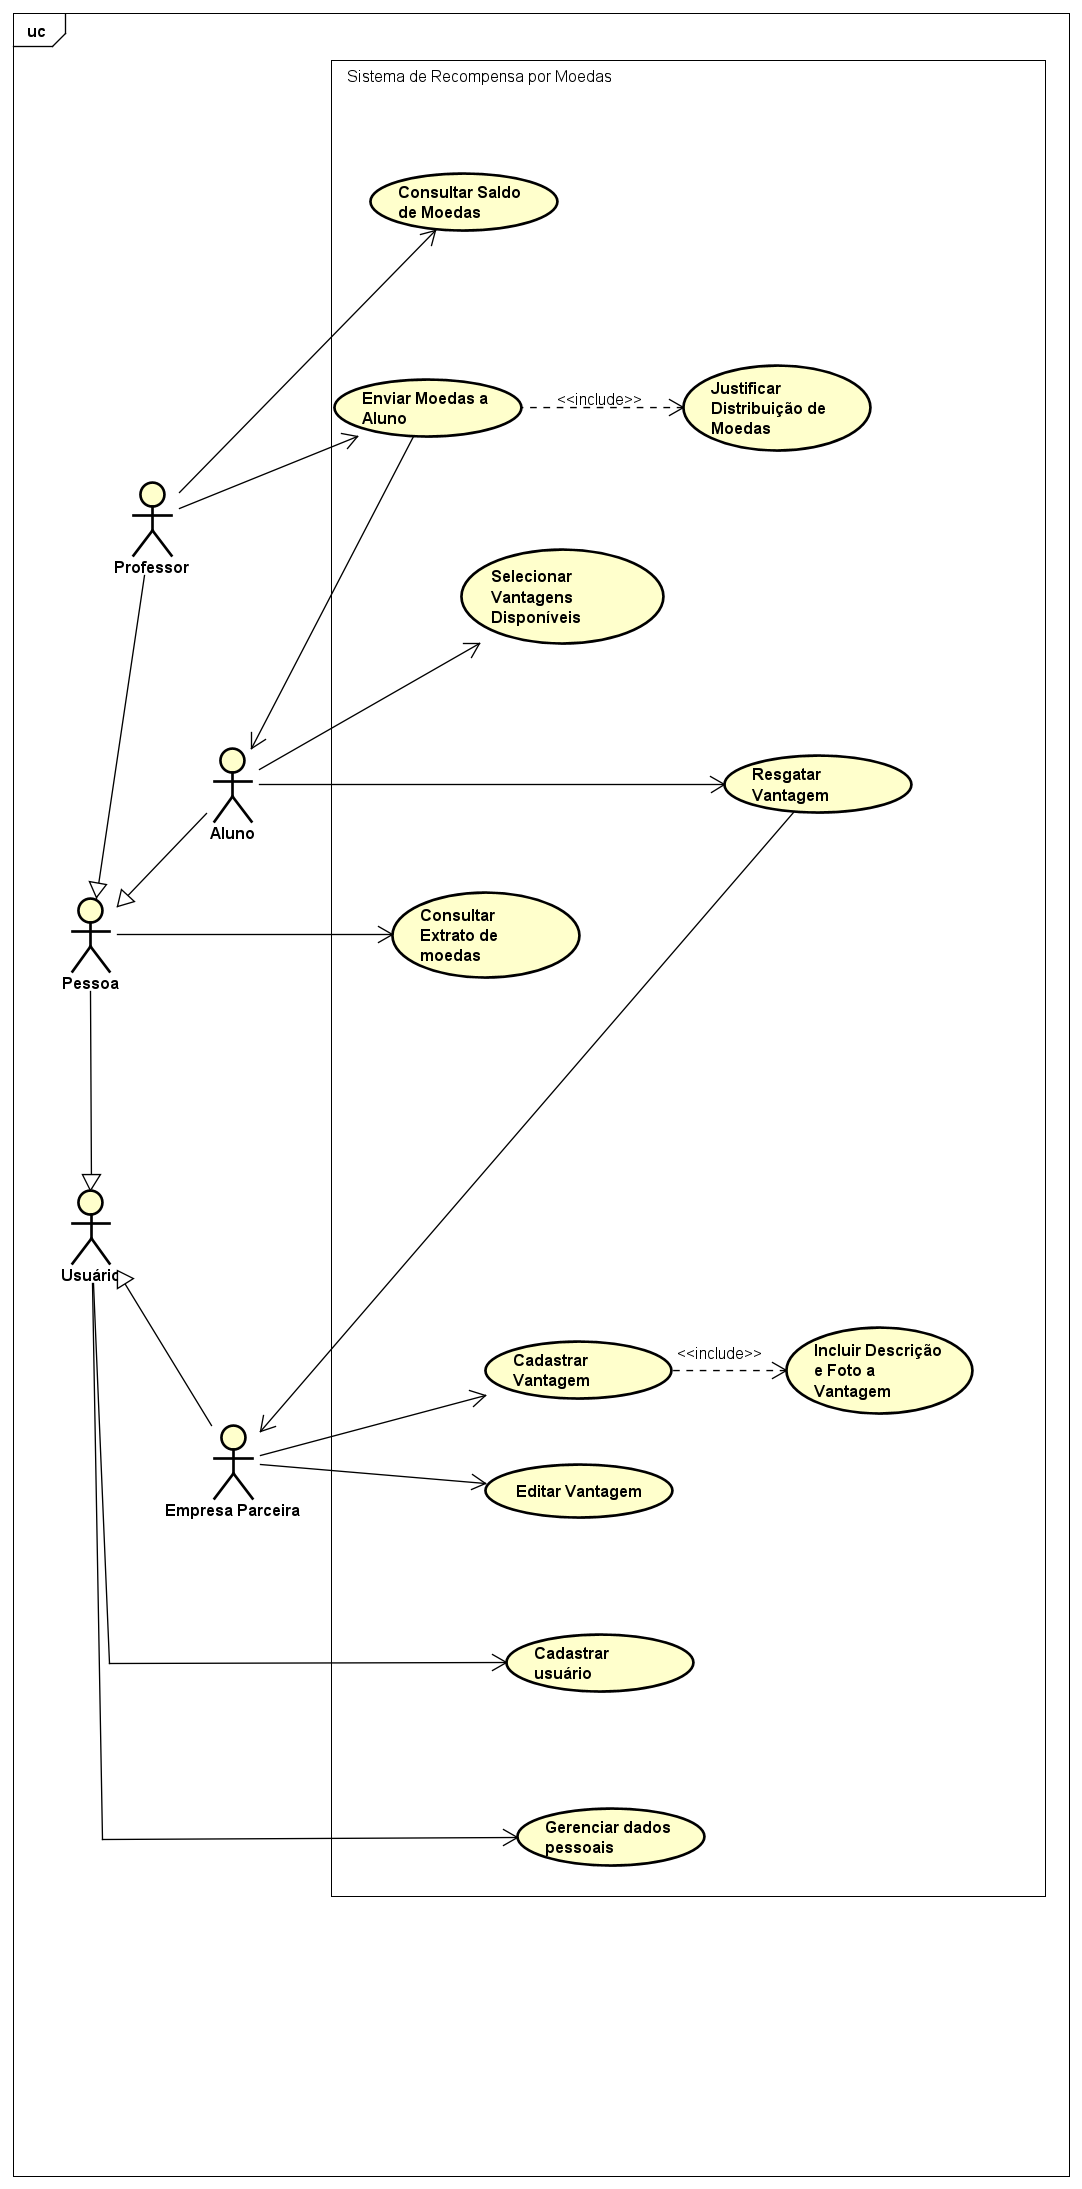 uc
Sistema de Recompensa por Moedas
Consultar Saldo
de Moedas
Enviar Moedas a
Aluno
<<include>>
Justificar
Distribuição de
Moedas
Professor
Selecionar
Vantagens
Disponíveis
Aluno
Resgatar
Vantagem
Pessoa
Consultar
Extrato de
moedas
Usuário
Cadastrar
Vantagem
<<include>>
Incluir Descrição
e Foto a
Vantagem
Empresa Parceira
Editar Vantagem
Cadastrar
usuário
Gerenciar dados
pessoais